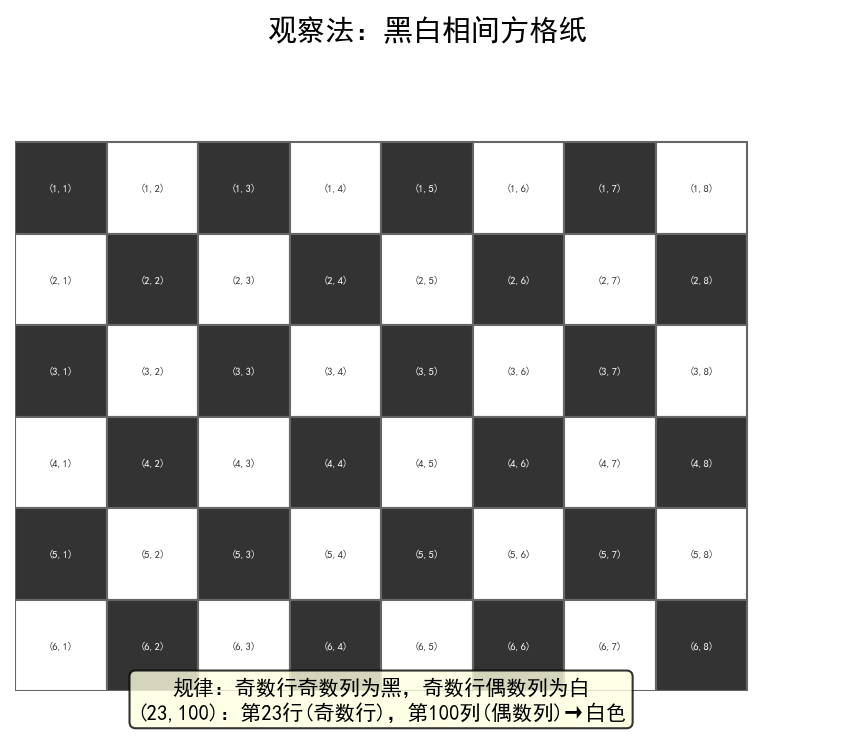 观察法：黑白相间方格纸
(1,1) (1,2) (1,3) (1,4) (1,5) (1,6) (1,7) (1,8)
(2,1) (2,2) (2,3) (2,4) (2,5) (2,6) (2,7) (2,8)
(3,1) (3,2) (3,3) (3,4) (3,5) (3,6) (3,7) (3,8)
(4,1) (4,2) (4,3) (4,4) (4,5) (4,6) (4,7) (4,8)
(5,1) (5,2) (5,3) (5,4) (5,5) (5,6) (5,7) (5,8)
(6,1) (6,2) (6,3) (6,4) (6,5) (6,6) (6,7) (6,8)
规律：奇数行奇数列为黑，奇数行偶数列为白
(23,100)：第23行(奇数行)，第100列(偶数列)→白色